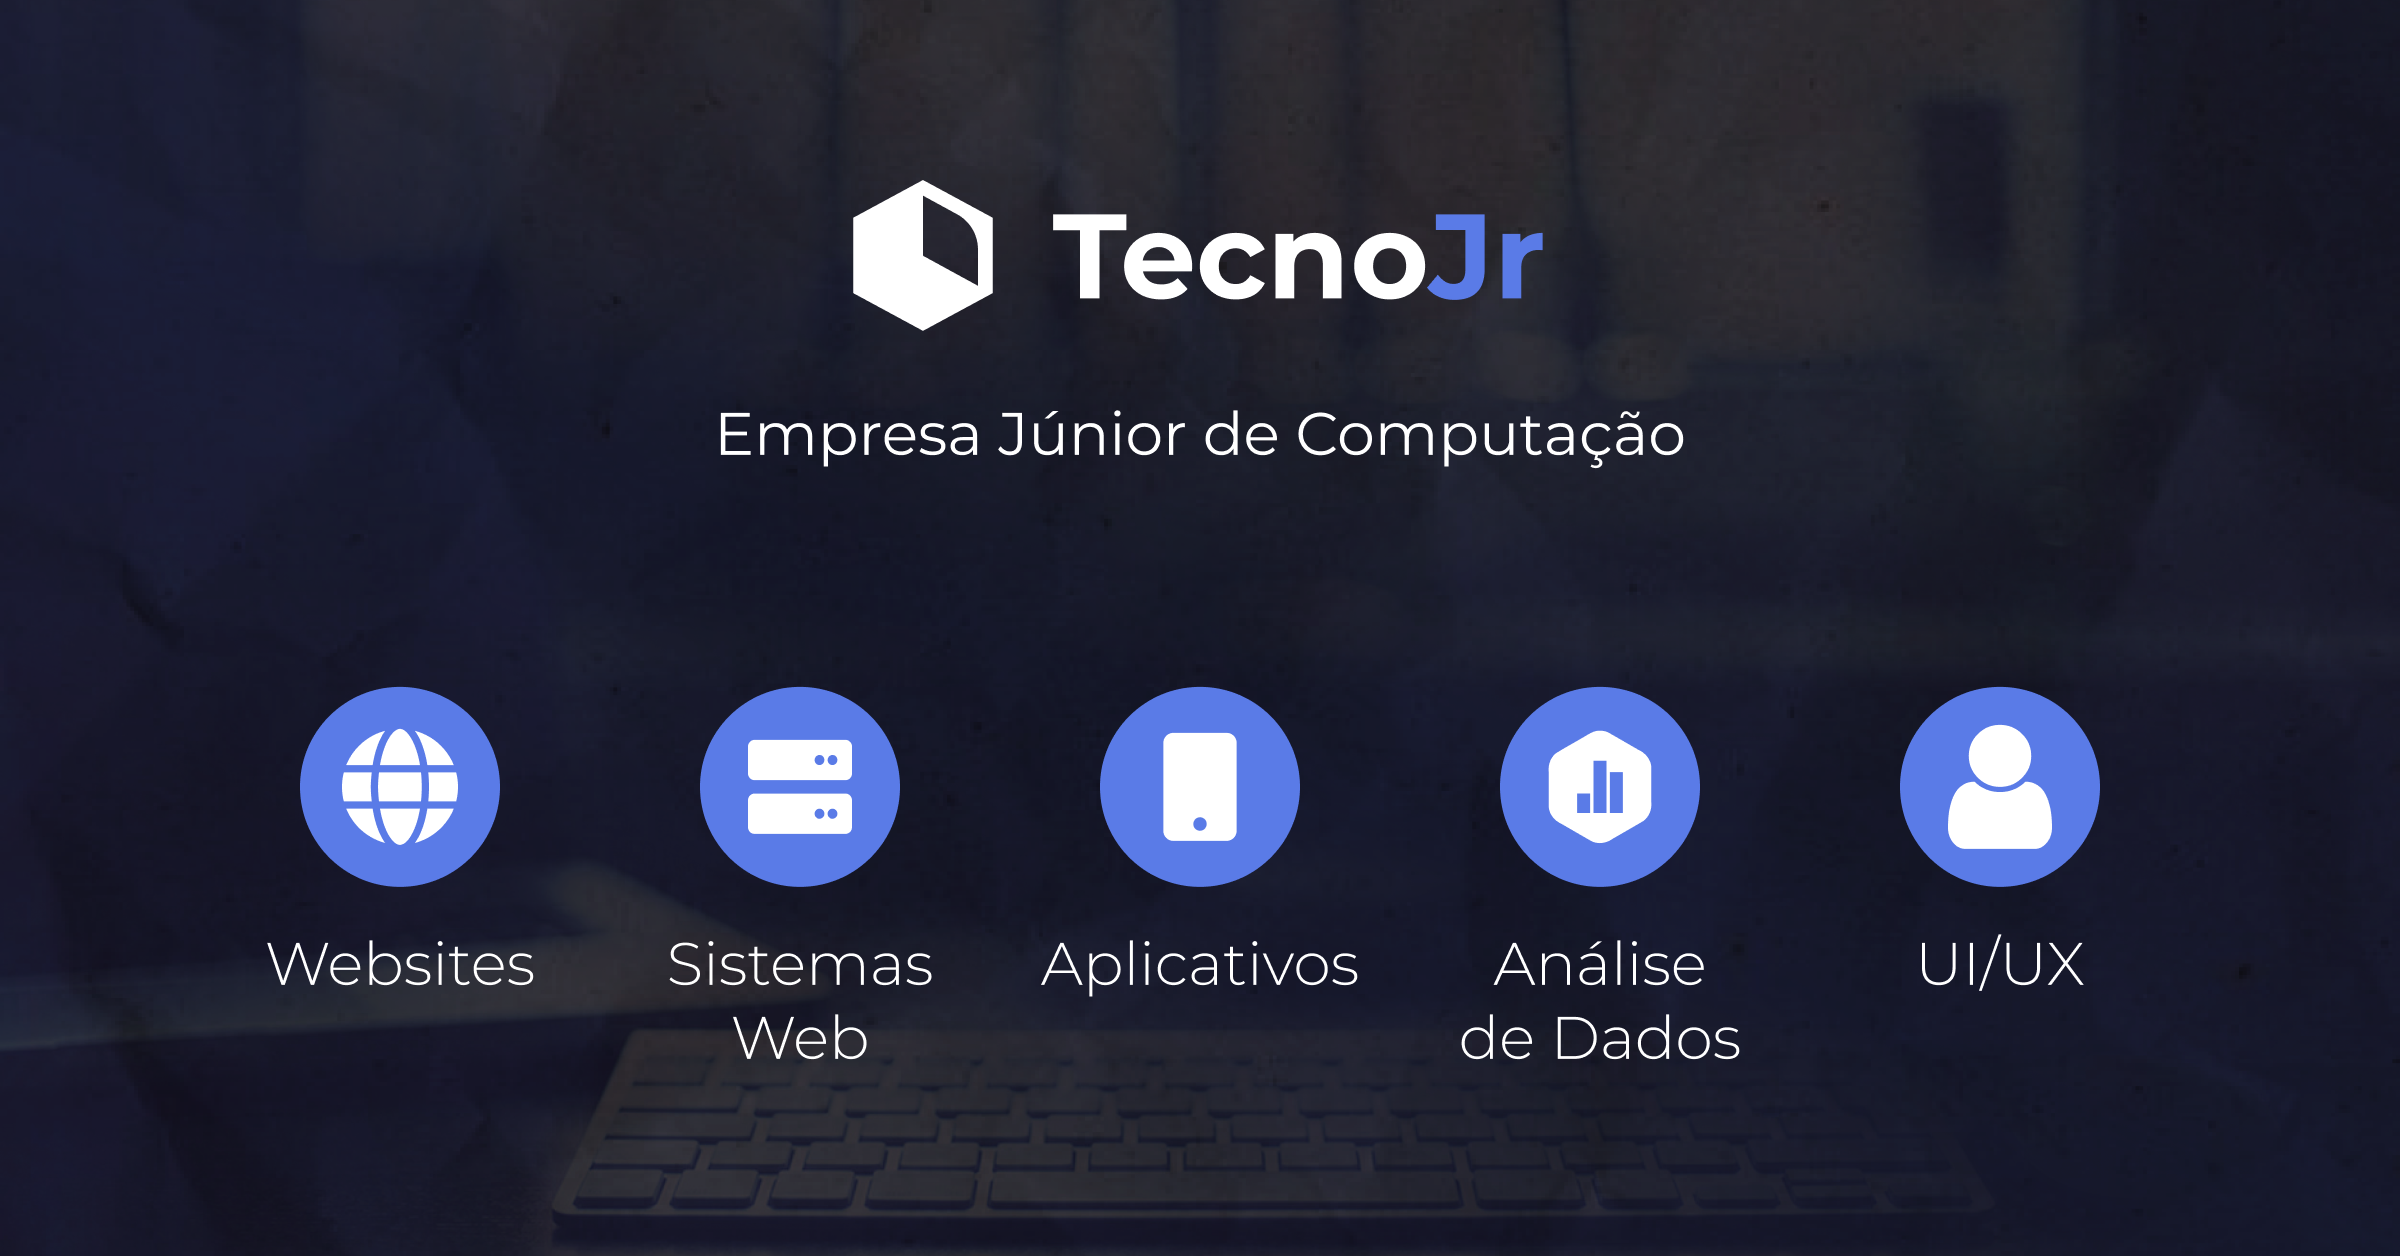 TecnoJr
Empresa Júnior de Computação
Websites
Sistemas
Web
Aplicativos
Análise
de Dados
UI/UX